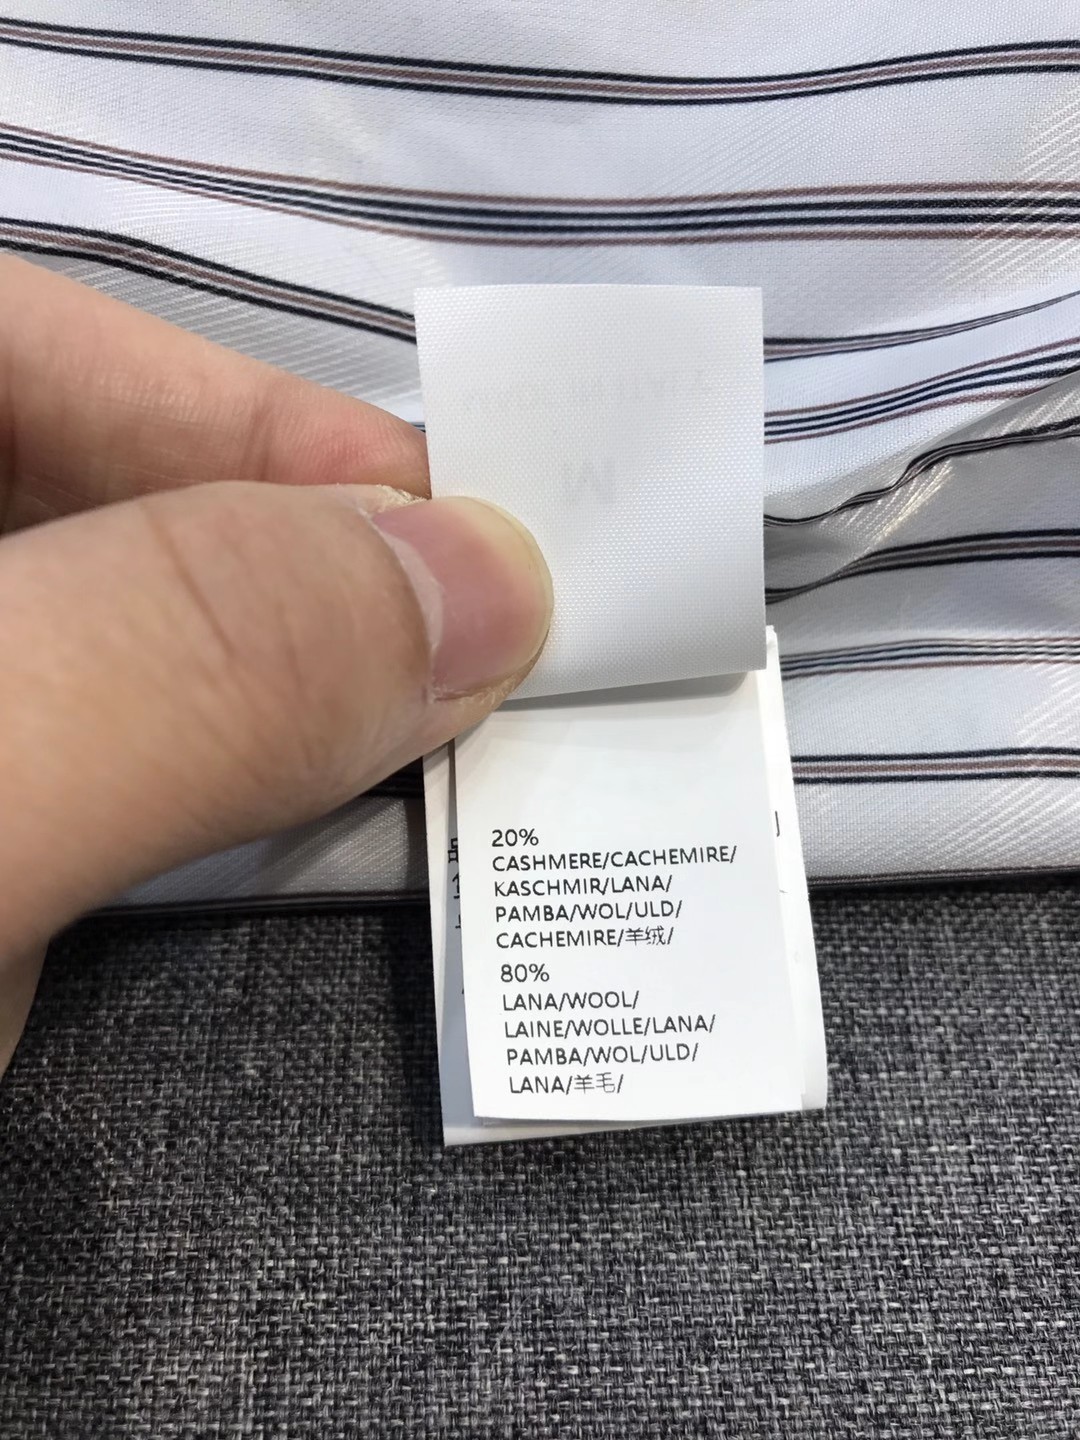 20%
CASHMERE/CACHEMIRE/
KASCHMIR/LANA/
PAMBA/WOL/ULD/
CACHEMIRE/羊绒/
80%
LANA/WOOL/
LAINE/WOLLE/LANA/
PAMBA/WOL/ULD/
LANA/羊毛/